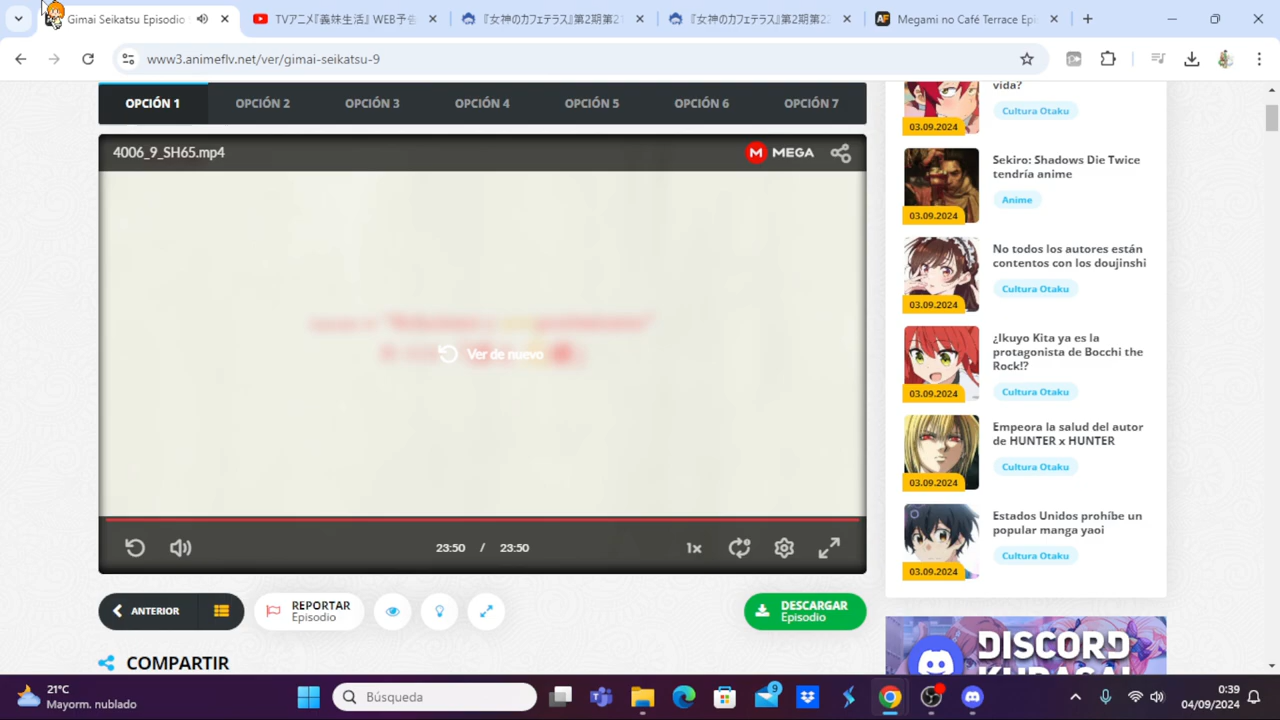 Gimai Seikatsu Episodio
TVアニメ『義妹生活』WEB予告
『女神のカフェテラス』第2期第21
『女神のカフェテラス』第2期第22
Megami no Café Terrace Epi
www3.animeflv.net/ver/gimai-seikatsu-9
OPCIÓN 1
OPCIÓN 2
OPCIÓN 3
OPCIÓN 4
OPCIÓN 5
OPCIÓN 6
OPCIÓN 7
4006_9_SH65.mp4
M MEGA
Ver de nuevo
23:50 / 23:50
1x
ANTERIOR
REPORTAR
Episodio
DESCARGAR
Episodio
COMPARTIR
vida?
Cultura Otaku
03.09.2024
Sekiro: Shadows Die Twice
tendría anime
Anime
03.09.2024
No todos los autores están
contentos con los doujinshi
Cultura Otaku
03.09.2024
¿Ikuyo Kita ya es la
protagonista de Bocchi the
Rock!?
Cultura Otaku
03.09.2024
Empeora la salud del autor
de HUNTER x HUNTER
Cultura Otaku
03.09.2024
Estados Unidos prohíbe un
popular manga yaoi
Cultura Otaku
03.09.2024
DISCORD
21°C
Mayorm. nublado
Búsqueda
9
0:39
04/09/2024